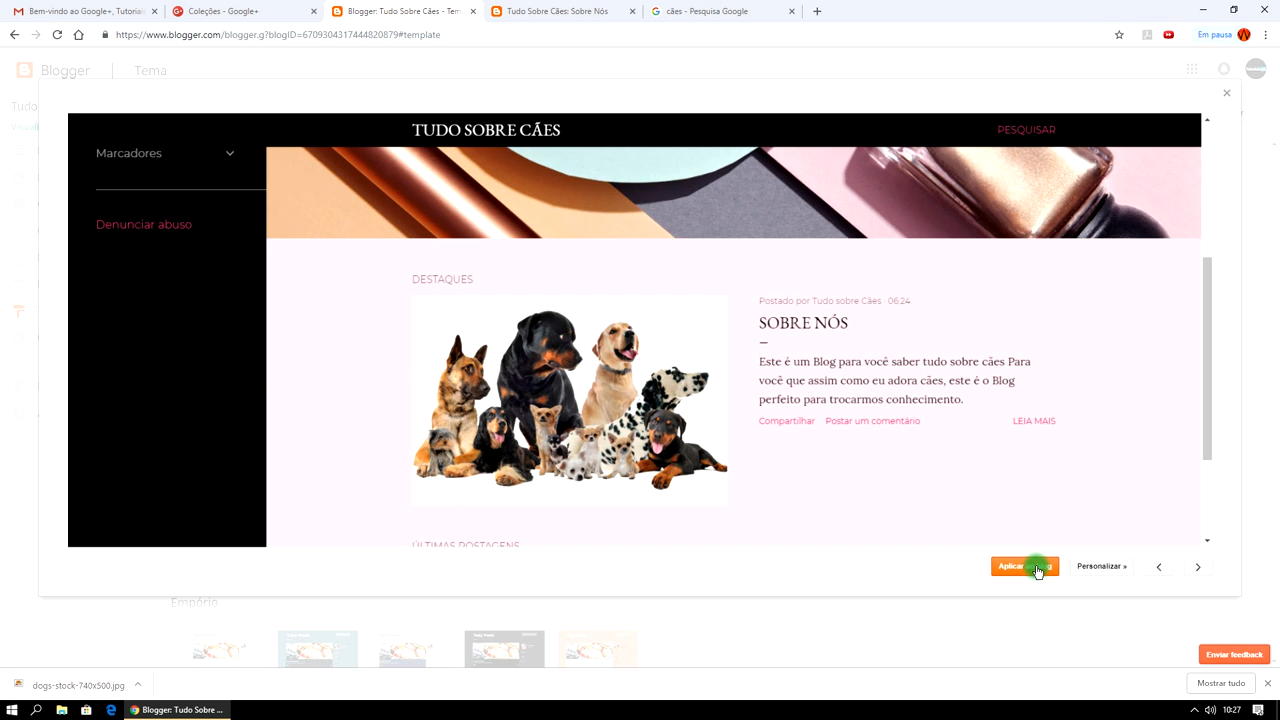 Bem-vindo ao Google+, Tutoria
Coleções - Google+
Blogger: Tudo Sobre Cães - Tem
Tudo Sobre Cães: Sobre Nós
cães - Pesquisa Google
https://www.blogger.com/blogger.g?blogID=6709304317444820879#template
Em pausa
Blogger
Tema
Tudo
TUDO SOBRE CÃES
PESQUISAR
Marcadores
Denunciar abuso
DESTAQUES
Postado por Tudo sobre Cães · 06:24
SOBRE NÓS
Este é um Blog para você saber tudo sobre cães Para
você que assim como eu adora cães, este é o Blog
perfeito para trocarmos conhecimento.
Compartilhar
Postar um comentário
LEIA MAIS
ÚLTIMAS POSTAGENS
Aplicar
Personalizar »
Empório
Enviar feedback
dogs-stock-740x500.jpg
Mostrar tudo
Blogger: Tudo Sobre ...
10:27